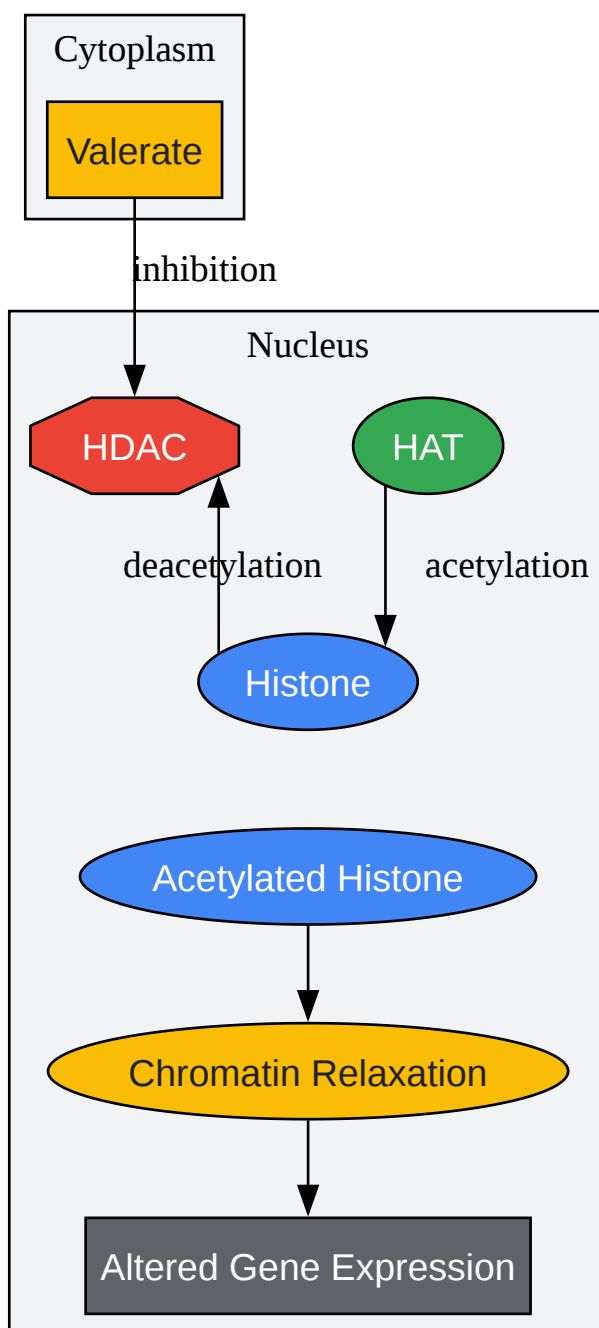 Cytoplasm
Valerate
inhibition
Nucleus
HDAC
HAT
deacetylation
acetylation
Histone
Acetylated Histone
Chromatin Relaxation
Altered Gene Expression